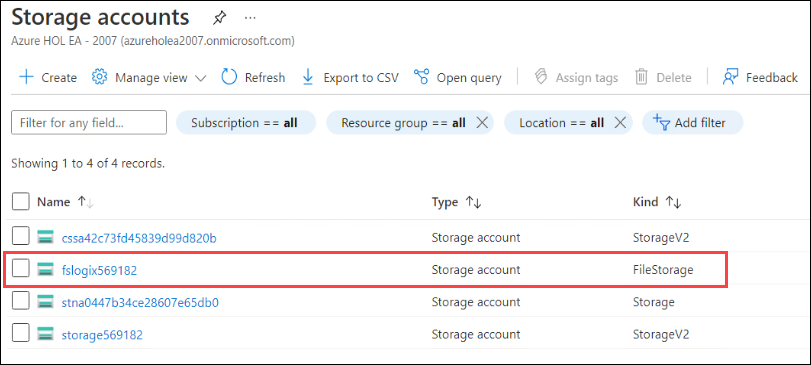 Storage accounts
Azure HOL EA - 2007 (azureholea2007.onmicrosoft.com)
Create Manage view Refresh Export to CSV Open query Assign tags Delete Feedback
Filter for any field... Subscription == all Resource group == all Location == all Add filter
Showing 1 to 4 of 4 records.
Name Type Kind
cssa42c73fd45839d99d820b Storage account StorageV2
fslogix569182 Storage account FileStorage
stna0447b34ce28607e65db0 Storage account Storage
storage569182 Storage account StorageV2